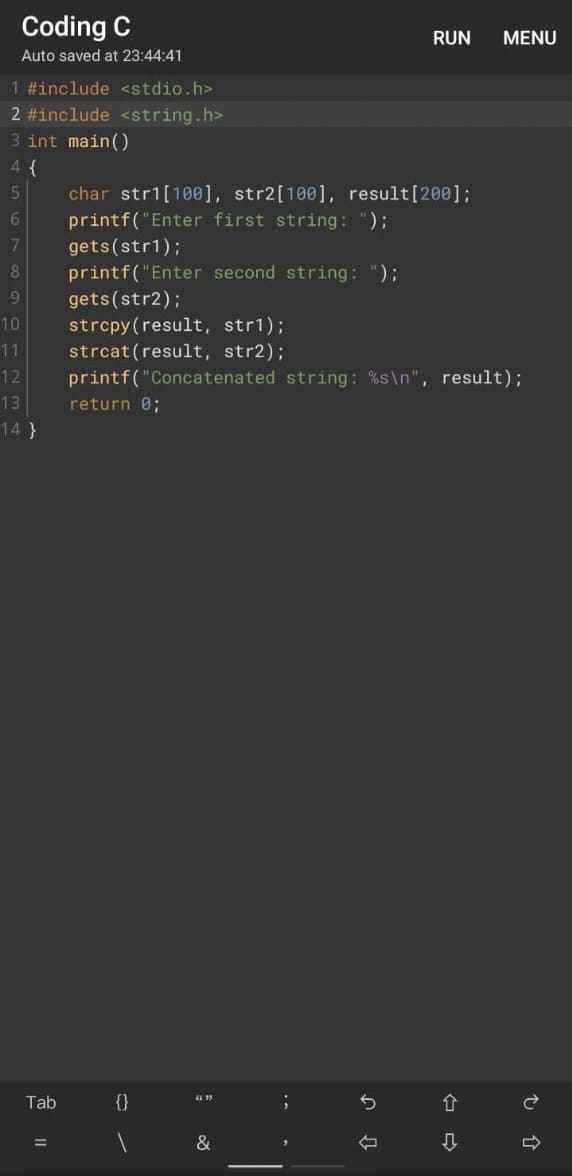 Coding C
RUN MENU
Auto saved at 23:44:41
1 #include <stdio.h>
2 #include <string.h>
3 int main()
4 {
5     char str1[100], str2[100], result[200];
6     printf("Enter first string: ");
7     gets(str1);
8     printf("Enter second string: ");
9     gets(str2);
10     strcpy(result, str1);
11     strcat(result, str2);
12     printf("Concatenated string: %s\n", result);
13     return 0;
14 }
Tab {} “” ;
= \ & ,